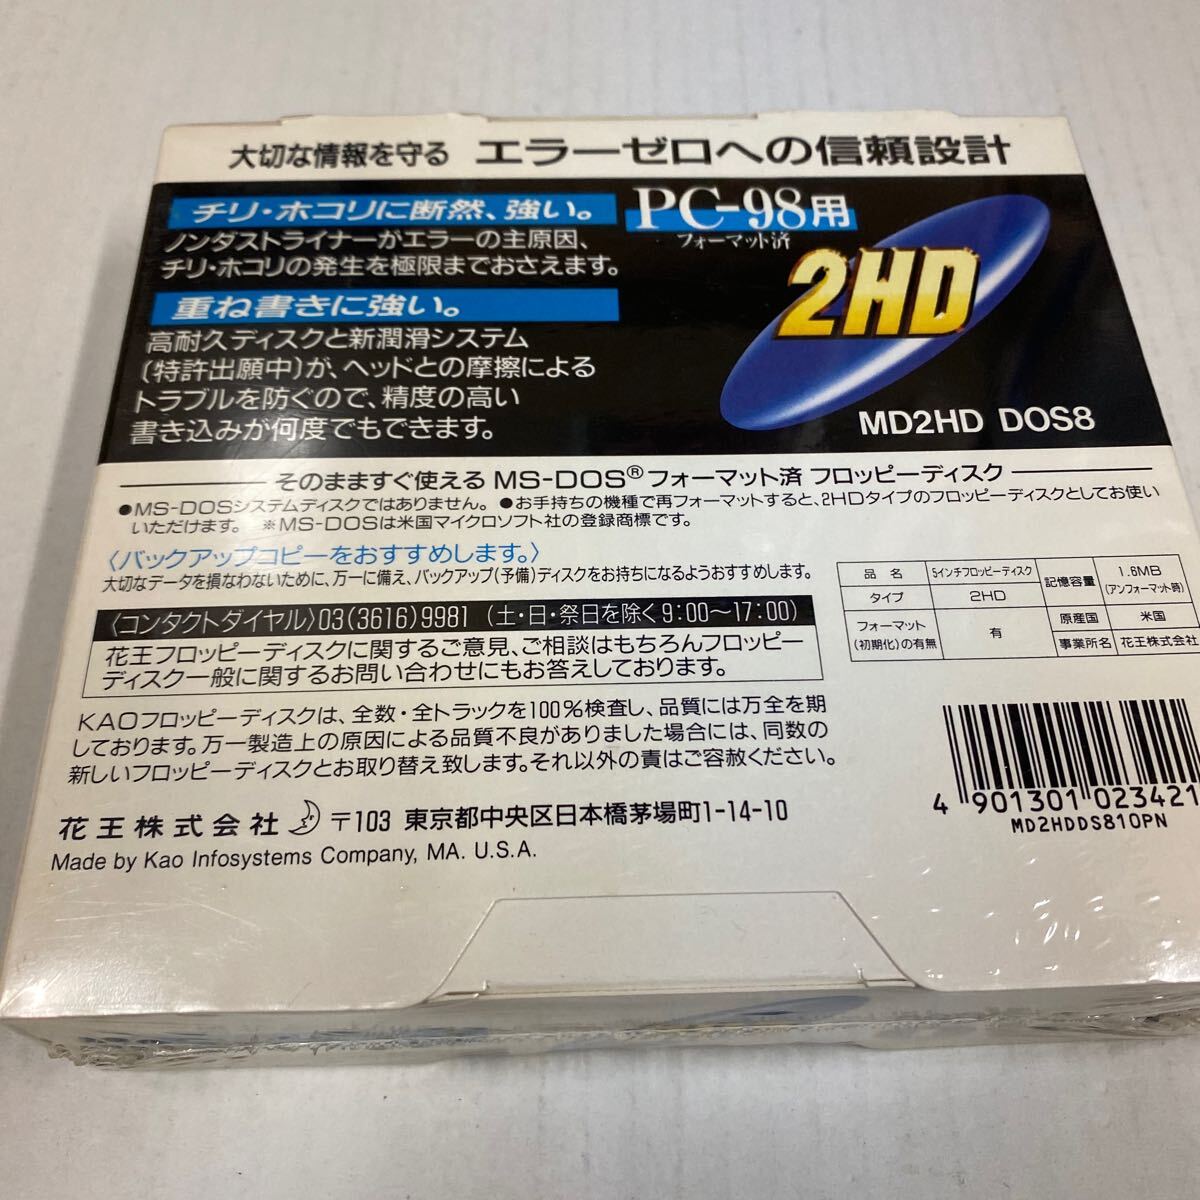 大切な情報を守る エラーゼロへの信頼設計
チリ・ホコリに断然、強い。
ノンダストライナーがエラーの主原因、
チリ・ホコリの発生を極限までおさえます。
重ね書きに強い。
高耐久ディスクと新潤滑システム
(特許出願中)が、ヘッドとの摩擦による
トラブルを防ぐので、精度の高い
書き込みが何度でもできます。
PC-98用
フォーマット済
2HD
MD2HD DOS8
そのまますぐ使える MS-DOS® フォーマット済 フロッピーディスク
●MS-DOSシステムディスクではありません。 ●お手持ちの機種で再フォーマットすると、2HDタイプのフロッピーディスクとしてお使い
いただけます。 ※MS-DOSは米国マイクロソフト社の登録商標です。
〈バックアップコピーをおすすめします。〉
大切なデータを損なわないために、万一に備え、バックアップ(予備)ディスクをお持ちになるようおすすめします。
〈コンタクトダイヤル〉03(3616)9981 (土・日・祭日を除く9:00〜17:00)
花王フロッピーディスクに関するご意見、ご相談はもちろんフロッピー
ディスク一般に関するお問い合わせにもお答えしております。
品名 5インチフロッピーディスク 記憶容量 1.6MB
(アンフォーマット時)
タイプ 2HD
フォーマット
(初期化)の有無 有
原産国 米国
事業所名 花王株式会社
KAOフロッピーディスクは、全数・全トラックを100%検査し、品質には万全を期
しております。万一製造上の原因による品質不良がありました場合には、同数の
新しいフロッピーディスクとお取り替え致します。それ以外の責はご容赦ください。
花王株式会社 〒103 東京都中央区日本橋茅場町1-14-10
Made by Kao Infosystems Company, MA. U.S.A.
4 901301 023421
MD2HDDS810PN